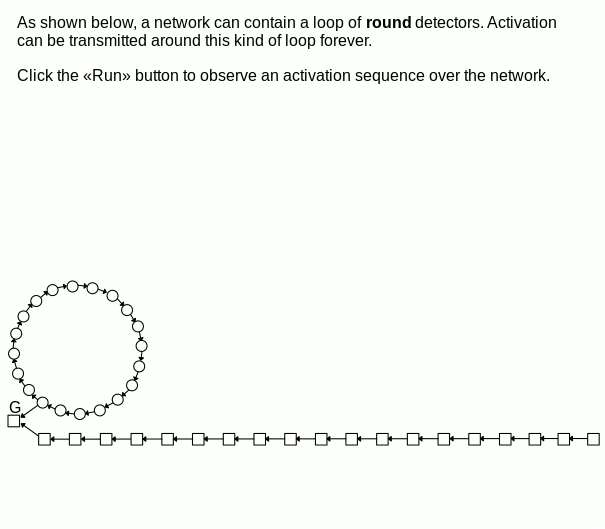 As shown below, a network can contain a loop of round detectors. Activation
can be transmitted around this kind of loop forever.
Click the «Run» button to observe an activation sequence over the network.
G